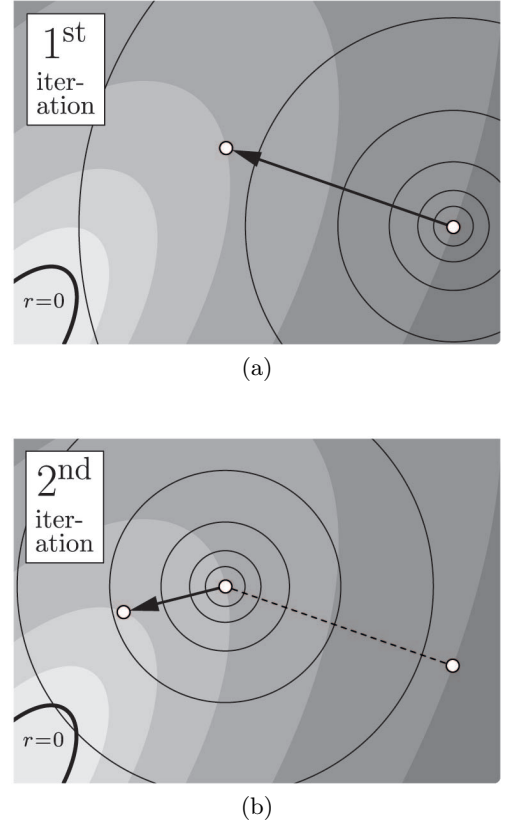 1st
iter-
ation
r=0
(a)
2nd
iter-
ation
r=0
(b)